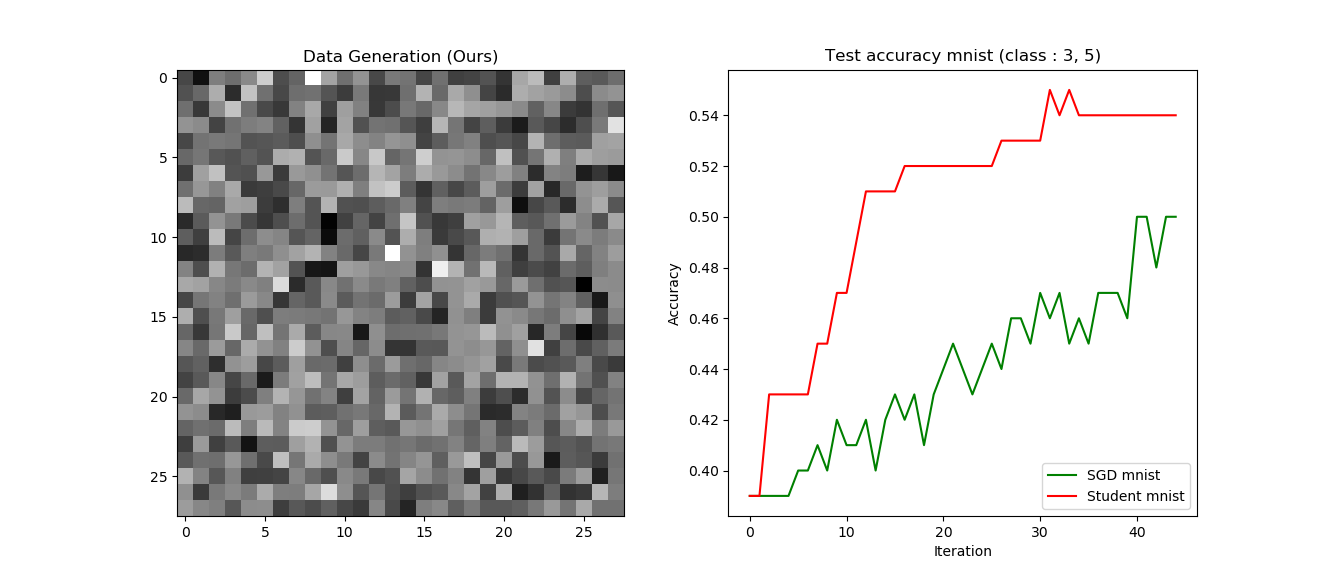 Data Generation (Ours)
0
5
10
15
20
25
0 5 10 15 20 25
Test accuracy mnist (class : 3, 5)
Accuracy
0.54
0.52
0.50
0.48
0.46
0.44
0.42
0.40
SGD mnist
Student mnist
0 10 20 30 40
Iteration